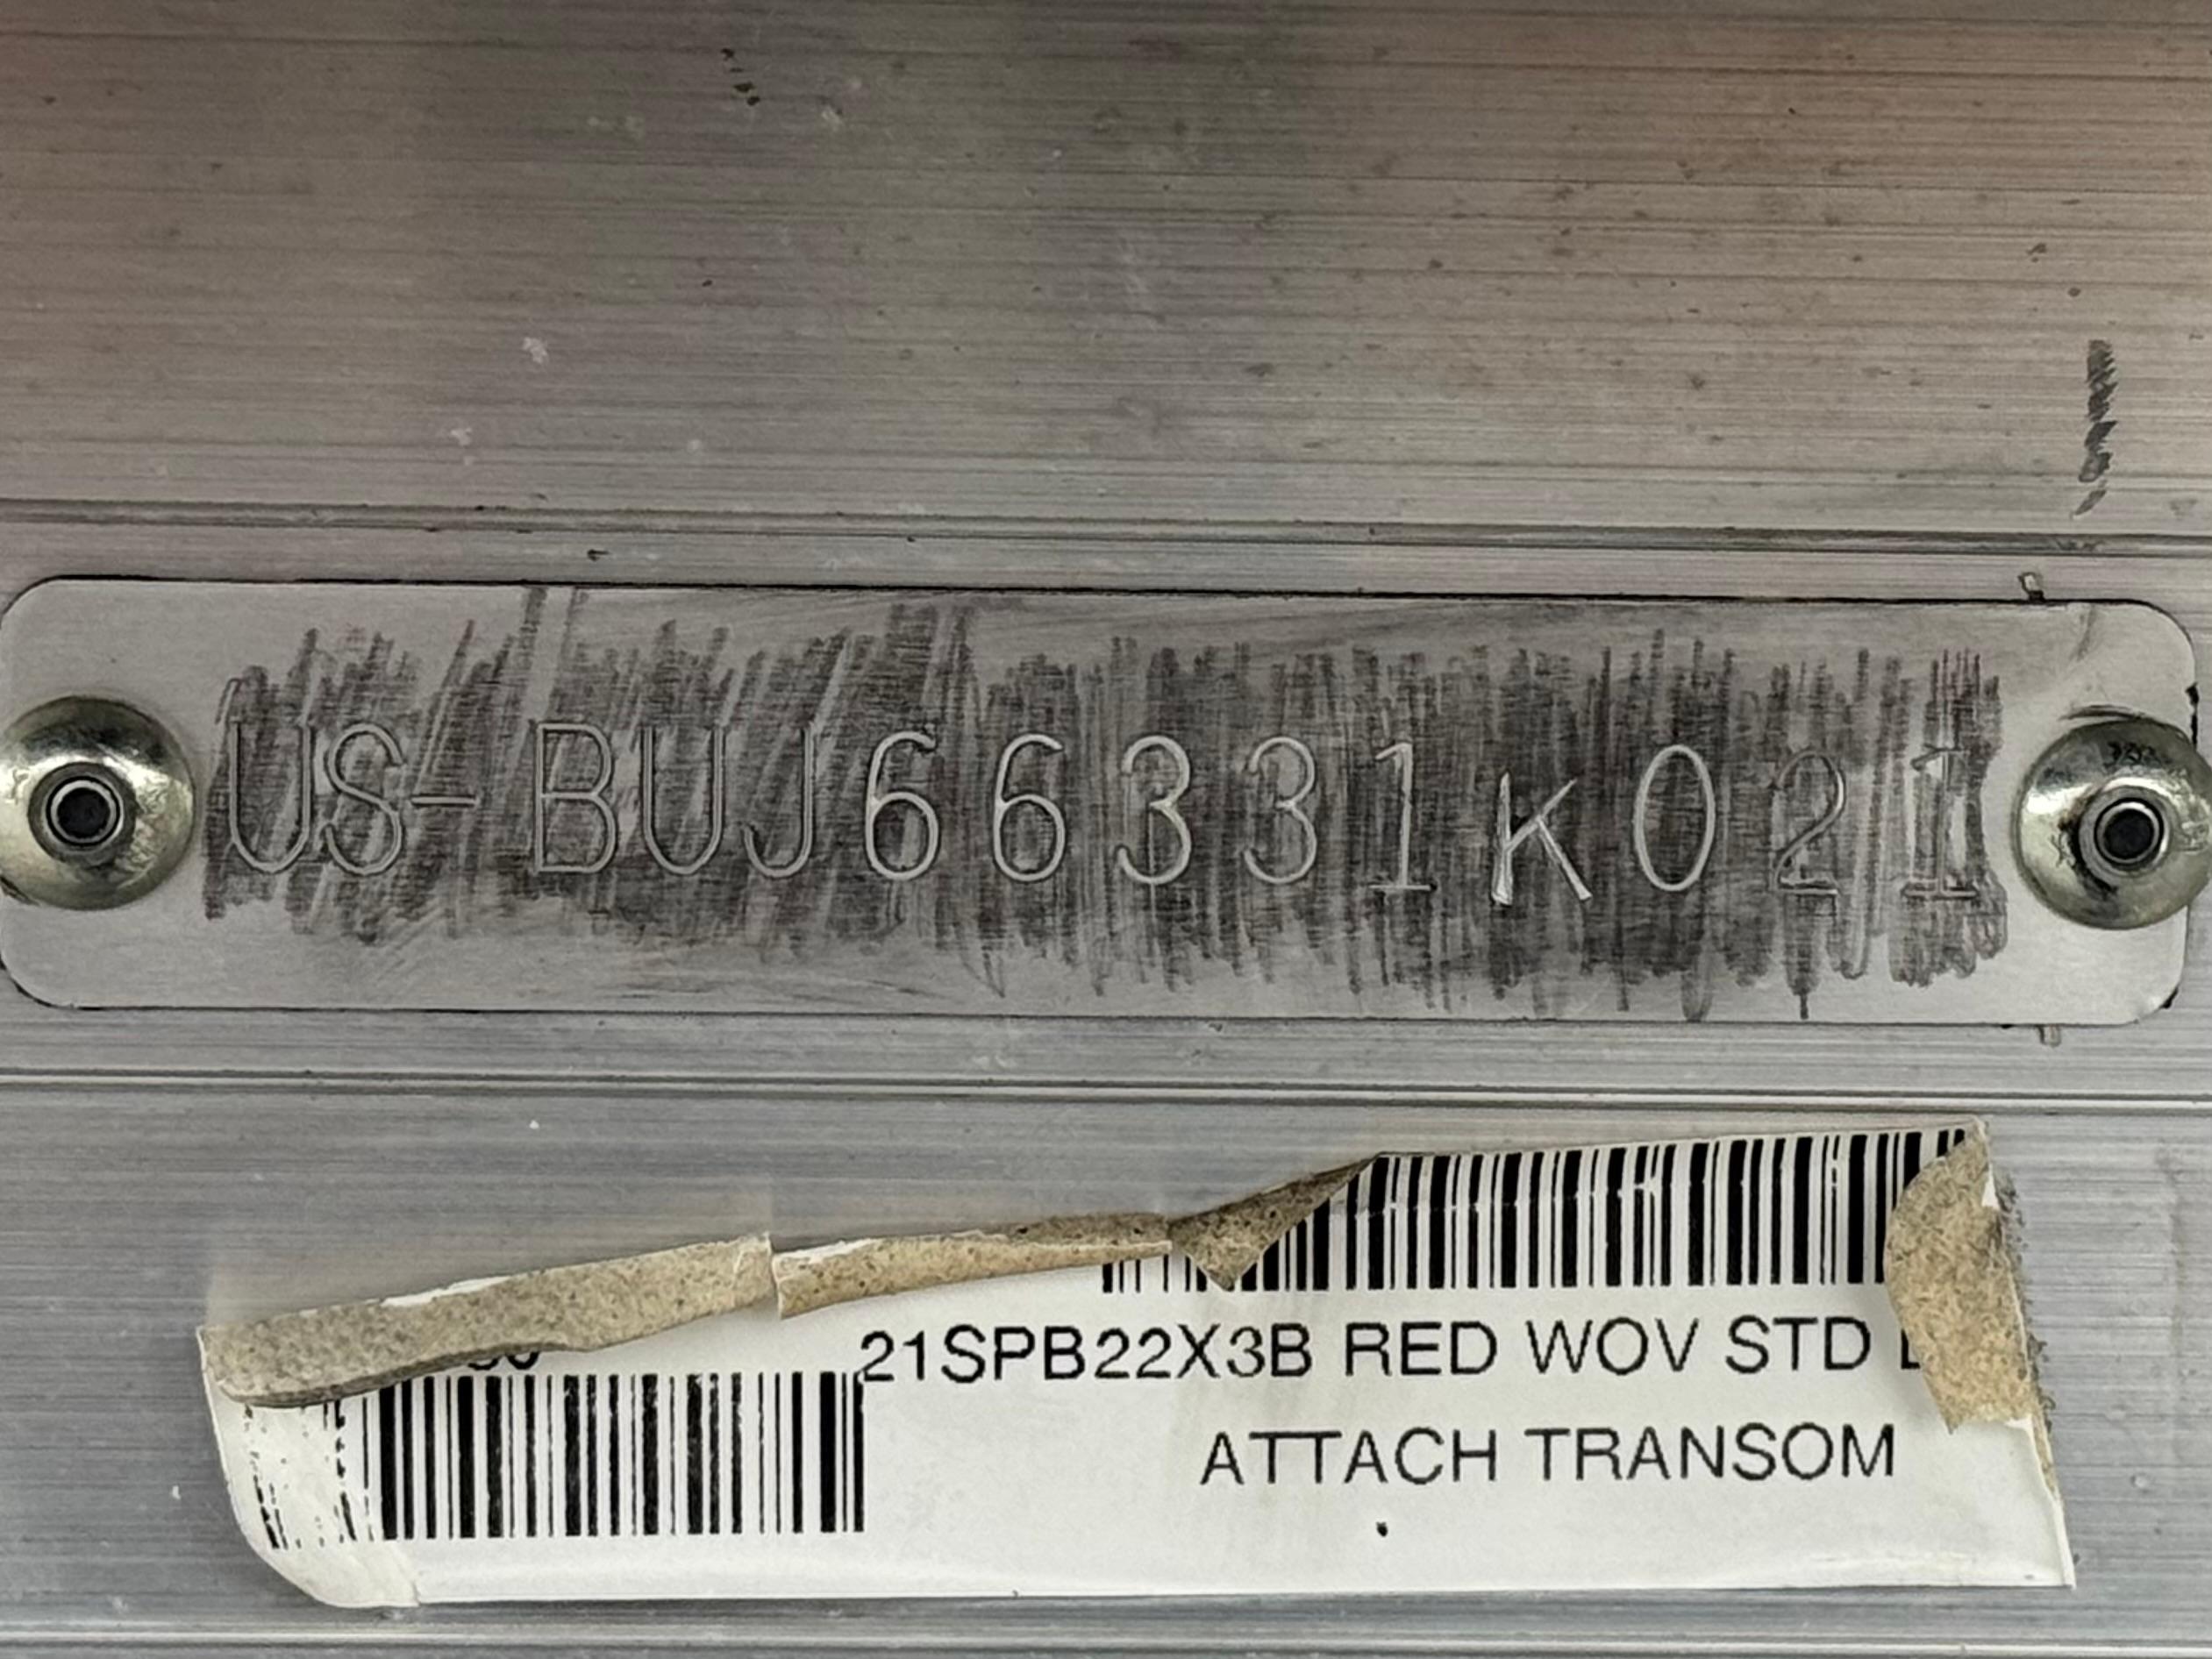 US-BUJ66331K021
21SPB22X3B RED WOV STD
ATTACH TRANSOM